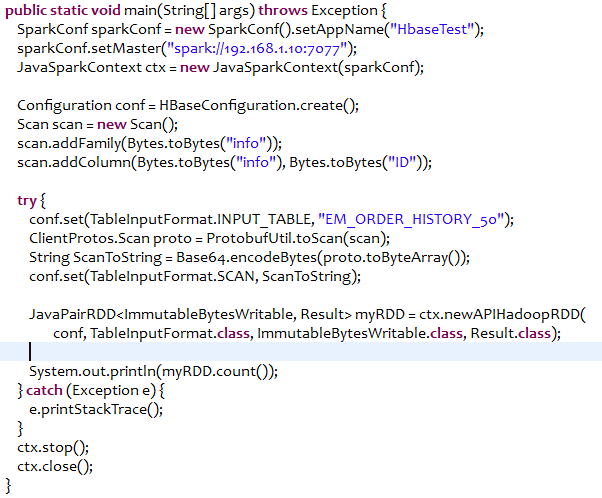 public static void main(String[] args) throws Exception {
SparkConf sparkConf = new SparkConf().setAppName("HbaseTest");
sparkConf.setMaster("spark://192.168.1.10:7077");
JavaSparkContext ctx = new JavaSparkContext(sparkConf);
Configuration conf = HBaseConfiguration.create();
Scan scan = new Scan();
scan.addFamily(Bytes.toBytes("info"));
scan.addColumn(Bytes.toBytes("info"), Bytes.toBytes("ID"));
try {
conf.set(TableInputFormat.INPUT_TABLE, "EM_ORDER_HISTORY_50");
ClientProtos.Scan proto = ProtobufUtil.toScan(scan);
String ScanToString = Base64.encodeBytes(proto.toByteArray());
conf.set(TableInputFormat.SCAN, ScanToString);
JavaPairRDD<ImmutableBytesWritable, Result> myRDD = ctx.newAPIHadoopRDD(
conf, TableInputFormat.class, ImmutableBytesWritable.class, Result.class);
System.out.println(myRDD.count());
} catch (Exception e) {
e.printStackTrace();
}
ctx.stop();
ctx.close();
}